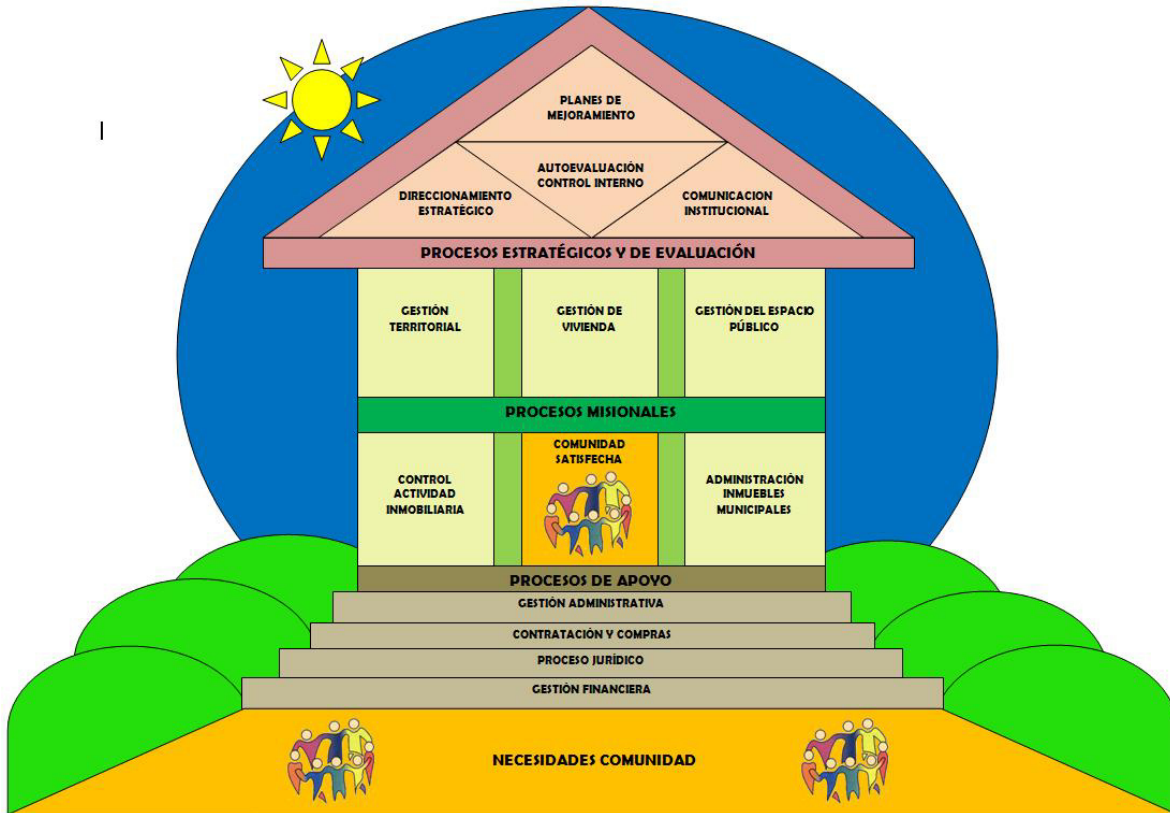 PLANES DE
MEJORAMIENTO
AUTOEVALUACIÓN
CONTROL INTERNO
DIRECCIONAMIENTO
ESTRATÉGICO
COMUNICACION
INSTITUCIONAL
PROCESOS ESTRATÉGICOS Y DE EVALUACIÓN
GESTIÓN
TERRITORIAL
GESTIÓN DE
VIVIENDA
GESTIÓN DEL ESPACIO
PÚBLICO
PROCESOS MISIONALES
CONTROL
ACTIVIDAD
INMOBILIARIA
COMUNIDAD
SATISFECHA
ADMINISTRACIÓN
INMUEBLES
MUNICIPALES
PROCESOS DE APOYO
GESTIÓN ADMINISTRATIVA
CONTRATACIÓN Y COMPRAS
PROCESO JURÍDICO
GESTIÓN FINANCIERA
NECESIDADES COMUNIDAD